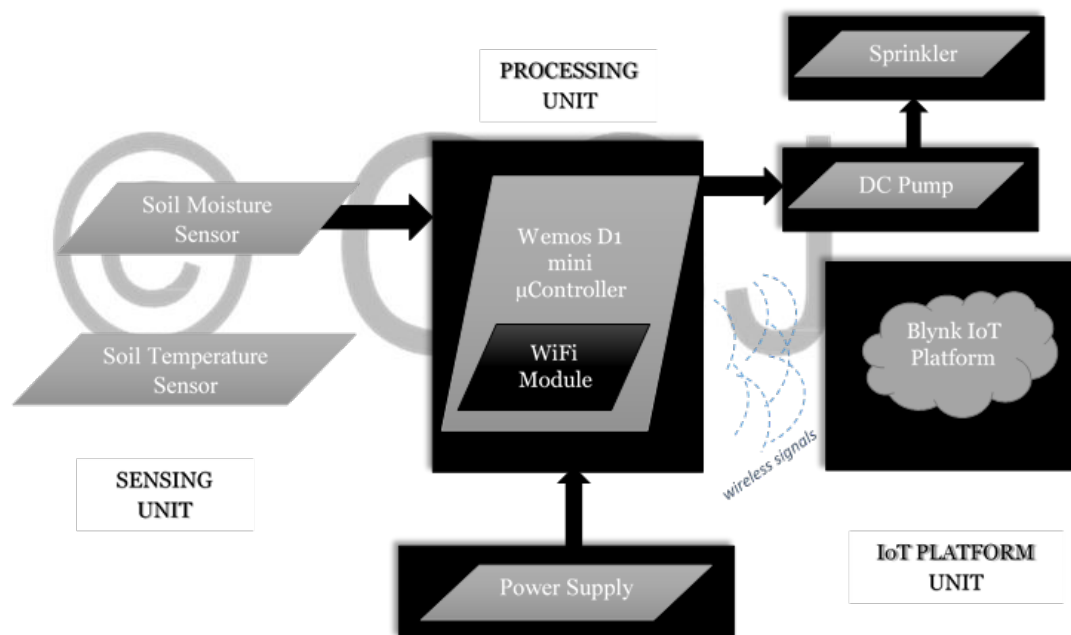 PROCESSING
UNIT
Sprinkler
DC Pump
Soil Moisture
Sensor
Wemos D1
mini
µController
WiFi
Module
Soil Temperature
Sensor
Blynk IoT
Platform
wireless signals
SENSING
UNIT
Power Supply
IoT PLATFORM
UNIT